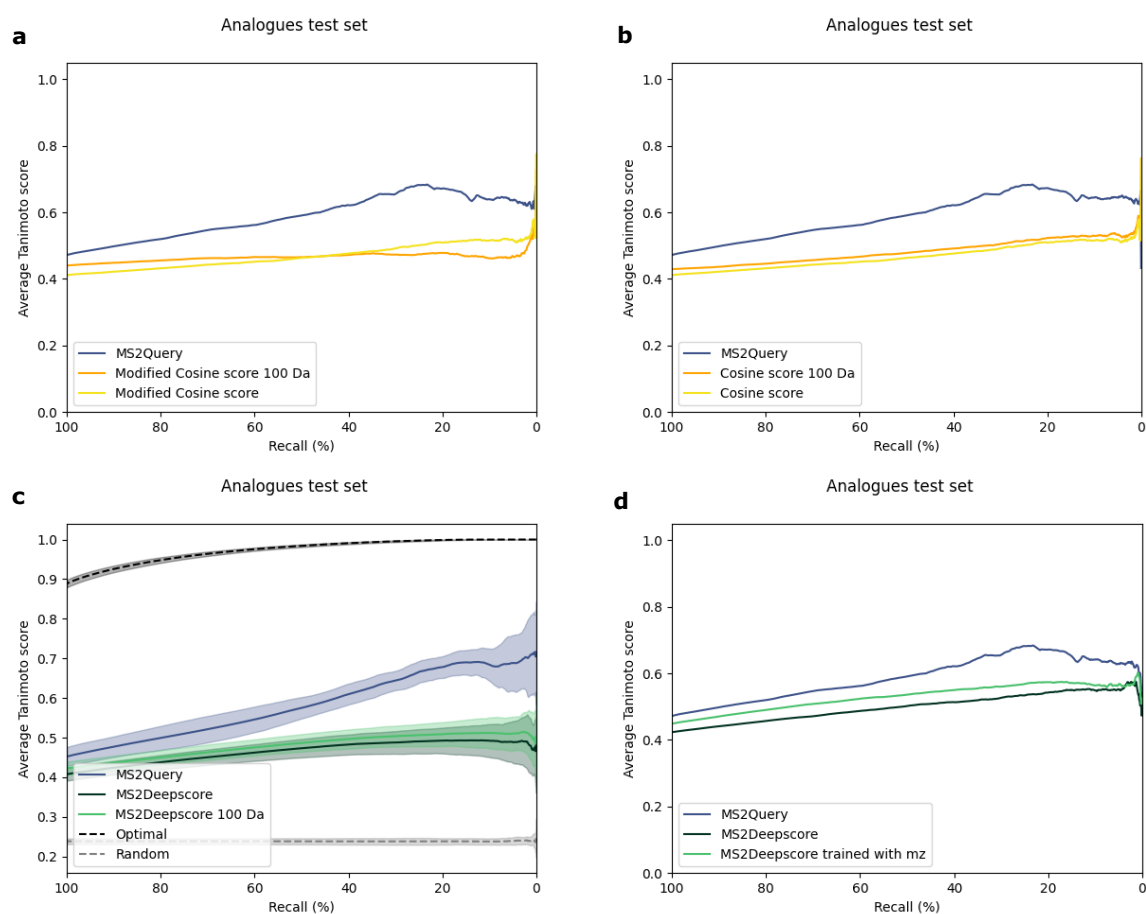 a
Analogues test set
1.0
0.8
0.6
0.4
0.2
0.0
Average Tanimoto score
MS2Query
Modified Cosine score 100 Da
Modified Cosine score
100
80
60
40
20
0
Recall (%)
b
Analogues test set
1.0
0.8
0.6
0.4
0.2
0.0
Average Tanimoto score
MS2Query
Cosine score 100 Da
Cosine score
100
80
60
40
20
0
Recall (%)
c
Analogues test set
1.0
0.9
0.8
0.7
0.6
0.5
0.4
0.3
0.2
Average Tanimoto score
MS2Query
MS2Deepscore
MS2Deepscore 100 Da
Optimal
Random
100
80
60
40
20
0
Recall (%)
d
Analogues test set
1.0
0.8
0.6
0.4
0.2
0.0
Average Tanimoto score
MS2Query
MS2Deepscore
MS2Deepscore trained with mz
100
80
60
40
20
0
Recall (%)